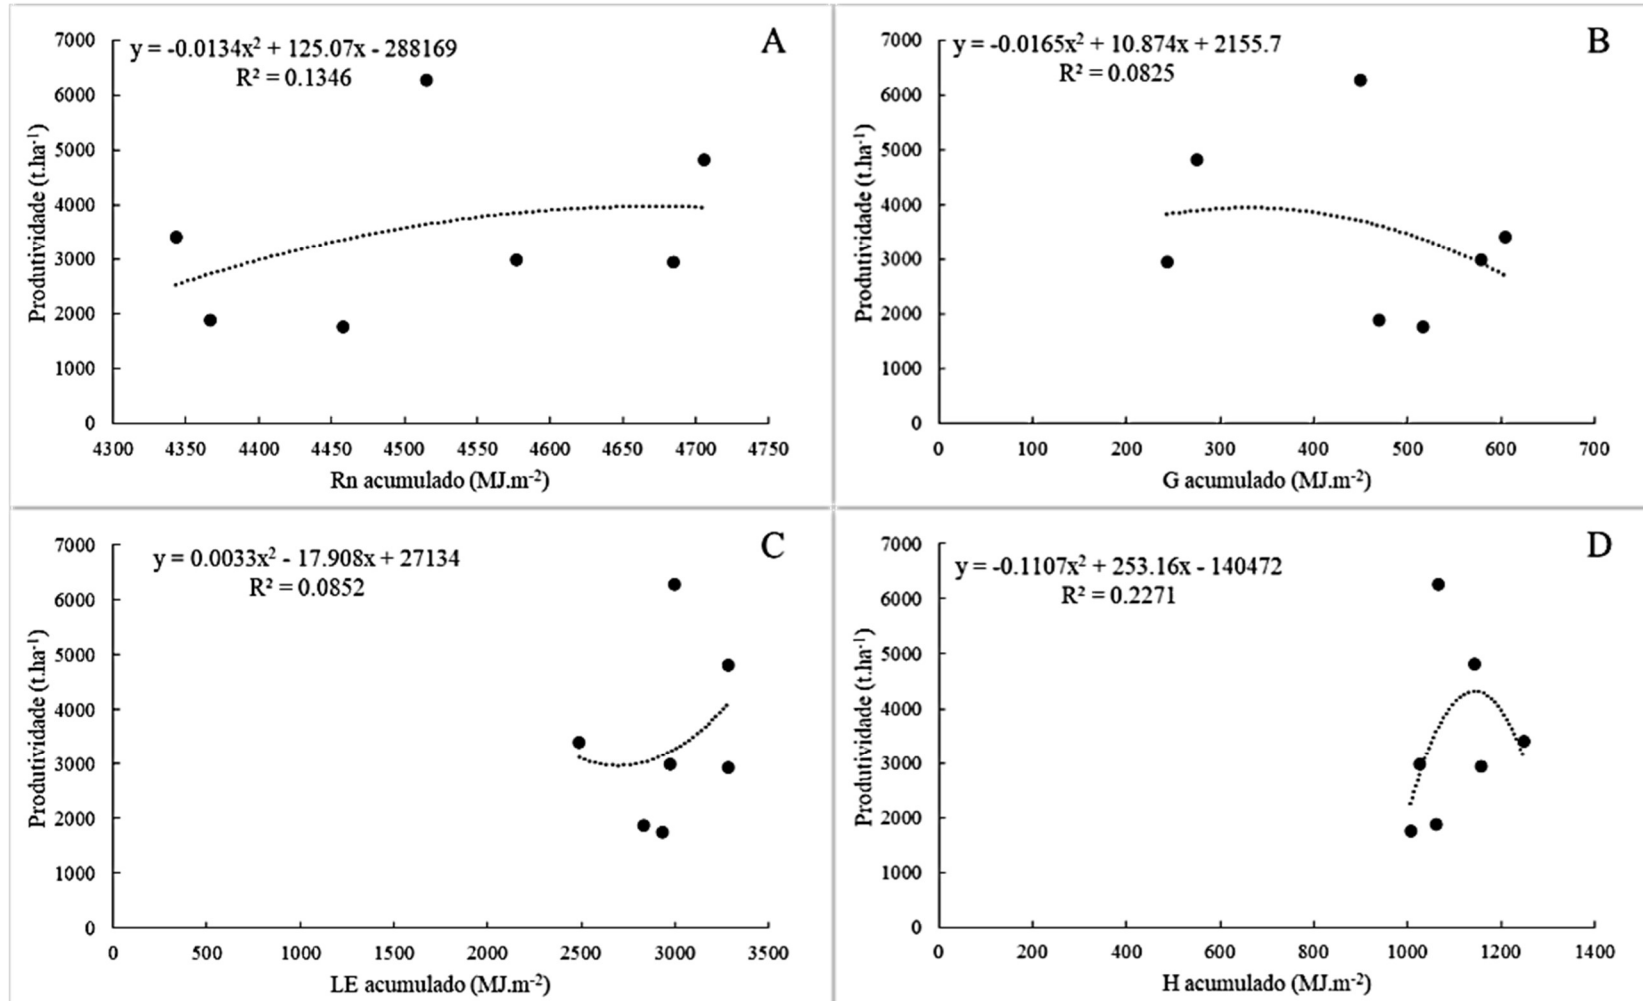 y = -0.0134x² + 125.07x - 288169
R² = 0.1346
A
7000
6000
5000
4000
3000
2000
1000
0
Produtividade (t.ha⁻¹)
4300 4350 4400 4450 4500 4550 4600 4650 4700 4750
Rn acumulado (MJ.m⁻²)
y = -0.0165x² + 10.874x + 2155.7
R² = 0.0825
B
7000
6000
5000
4000
3000
2000
1000
0
Produtividade (t.ha⁻¹)
0 100 200 300 400 500 600 700
G acumulado (MJ.m⁻²)
y = 0.0033x² - 17.908x + 27134
R² = 0.0852
C
7000
6000
5000
4000
3000
2000
1000
0
Produtividade (t.ha⁻¹)
0 500 1000 1500 2000 2500 3000 3500
LE acumulado (MJ.m⁻²)
y = -0.1107x² + 253.16x - 140472
R² = 0.2271
D
7000
6000
5000
4000
3000
2000
1000
0
Produtividade (t.ha⁻¹)
0 200 400 600 800 1000 1200 1400
H acumulado (MJ.m⁻²)